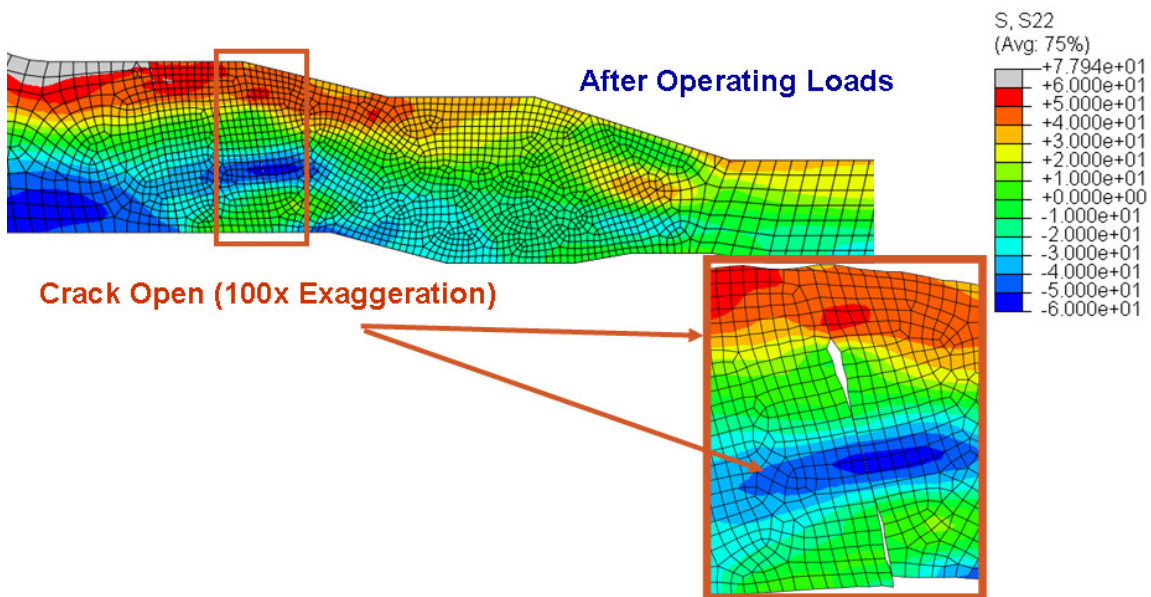 S, S22
(Avg: 75%)
+7.794e+01
+6.000e+01
+5.000e+01
+4.000e+01
+3.000e+01
+2.000e+01
+1.000e+01
+0.000e+00
-1.000e+01
-2.000e+01
-3.000e+01
-4.000e+01
-5.000e+01
-6.000e+01
After Operating Loads
Crack Open (100x Exaggeration)